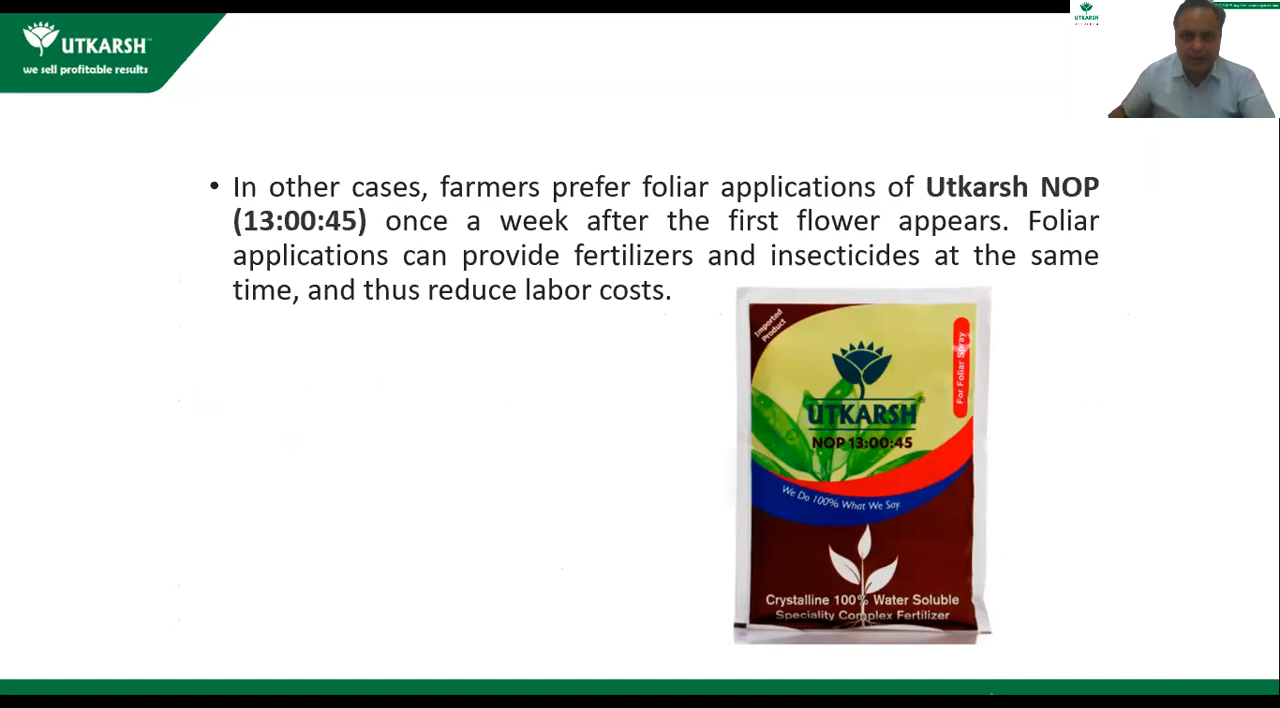 UTKARSH
we sell profitable results
UTKARSH
• In other cases, farmers prefer foliar applications of Utkarsh NOP
(13:00:45) once a week after the first flower appears. Foliar
applications can provide fertilizers and insecticides at the same
time, and thus reduce labor costs.
Imported
Product
For Foliar Spray
UTKARSH
NOP 13:00:45
We Do 100% What We Say
Crystalline 100% Water Soluble
Speciality Complex Fertilizer